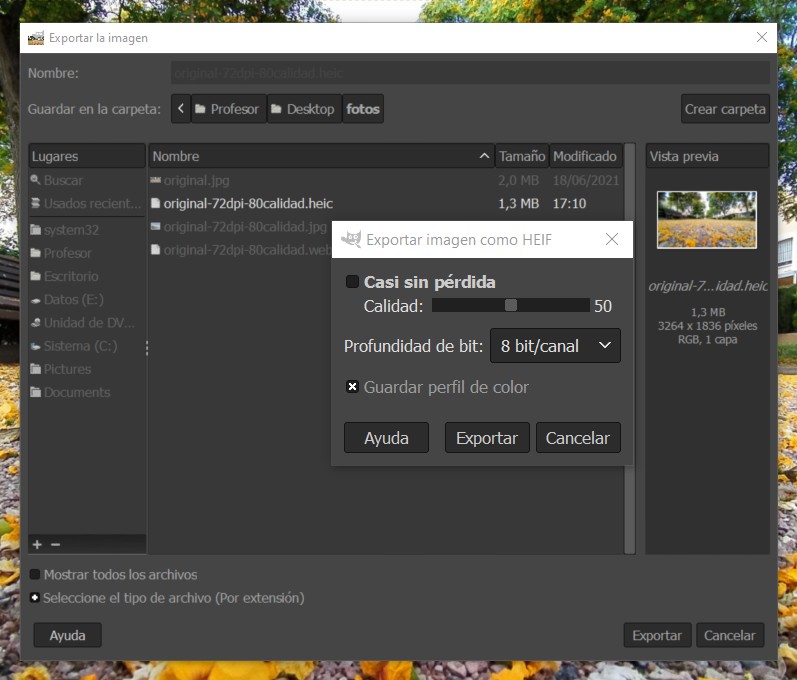 Exportar la imagen
Nombre: original-72dpi-80calidad.heic
Guardar en la carpeta: Profesor Desktop fotos Crear carpeta
Lugares Nombre Tamaño Modificado Vista previa
Buscar
Usados recient...
system32
Profesor
Escritorio
Datos (E:)
Unidad de DV...
Sistema (C:)
Pictures
Documents
original.jpg 2,0 MB 18/06/2021
original-72dpi-80calidad.heic 1,3 MB 17:10
original-72dpi-80calidad.jpg
original-72dpi-80calidad.web
original-7...idad.heic
1,3 MB
3264 x 1836 píxeles
RGB, 1 capa
Exportar imagen como HEIF
Casi sin pérdida
Calidad: 50
Profundidad de bit: 8 bit/canal
Guardar perfil de color
Ayuda Exportar Cancelar
Mostrar todos los archivos
Seleccione el tipo de archivo (Por extensión)
Ayuda Exportar Cancelar